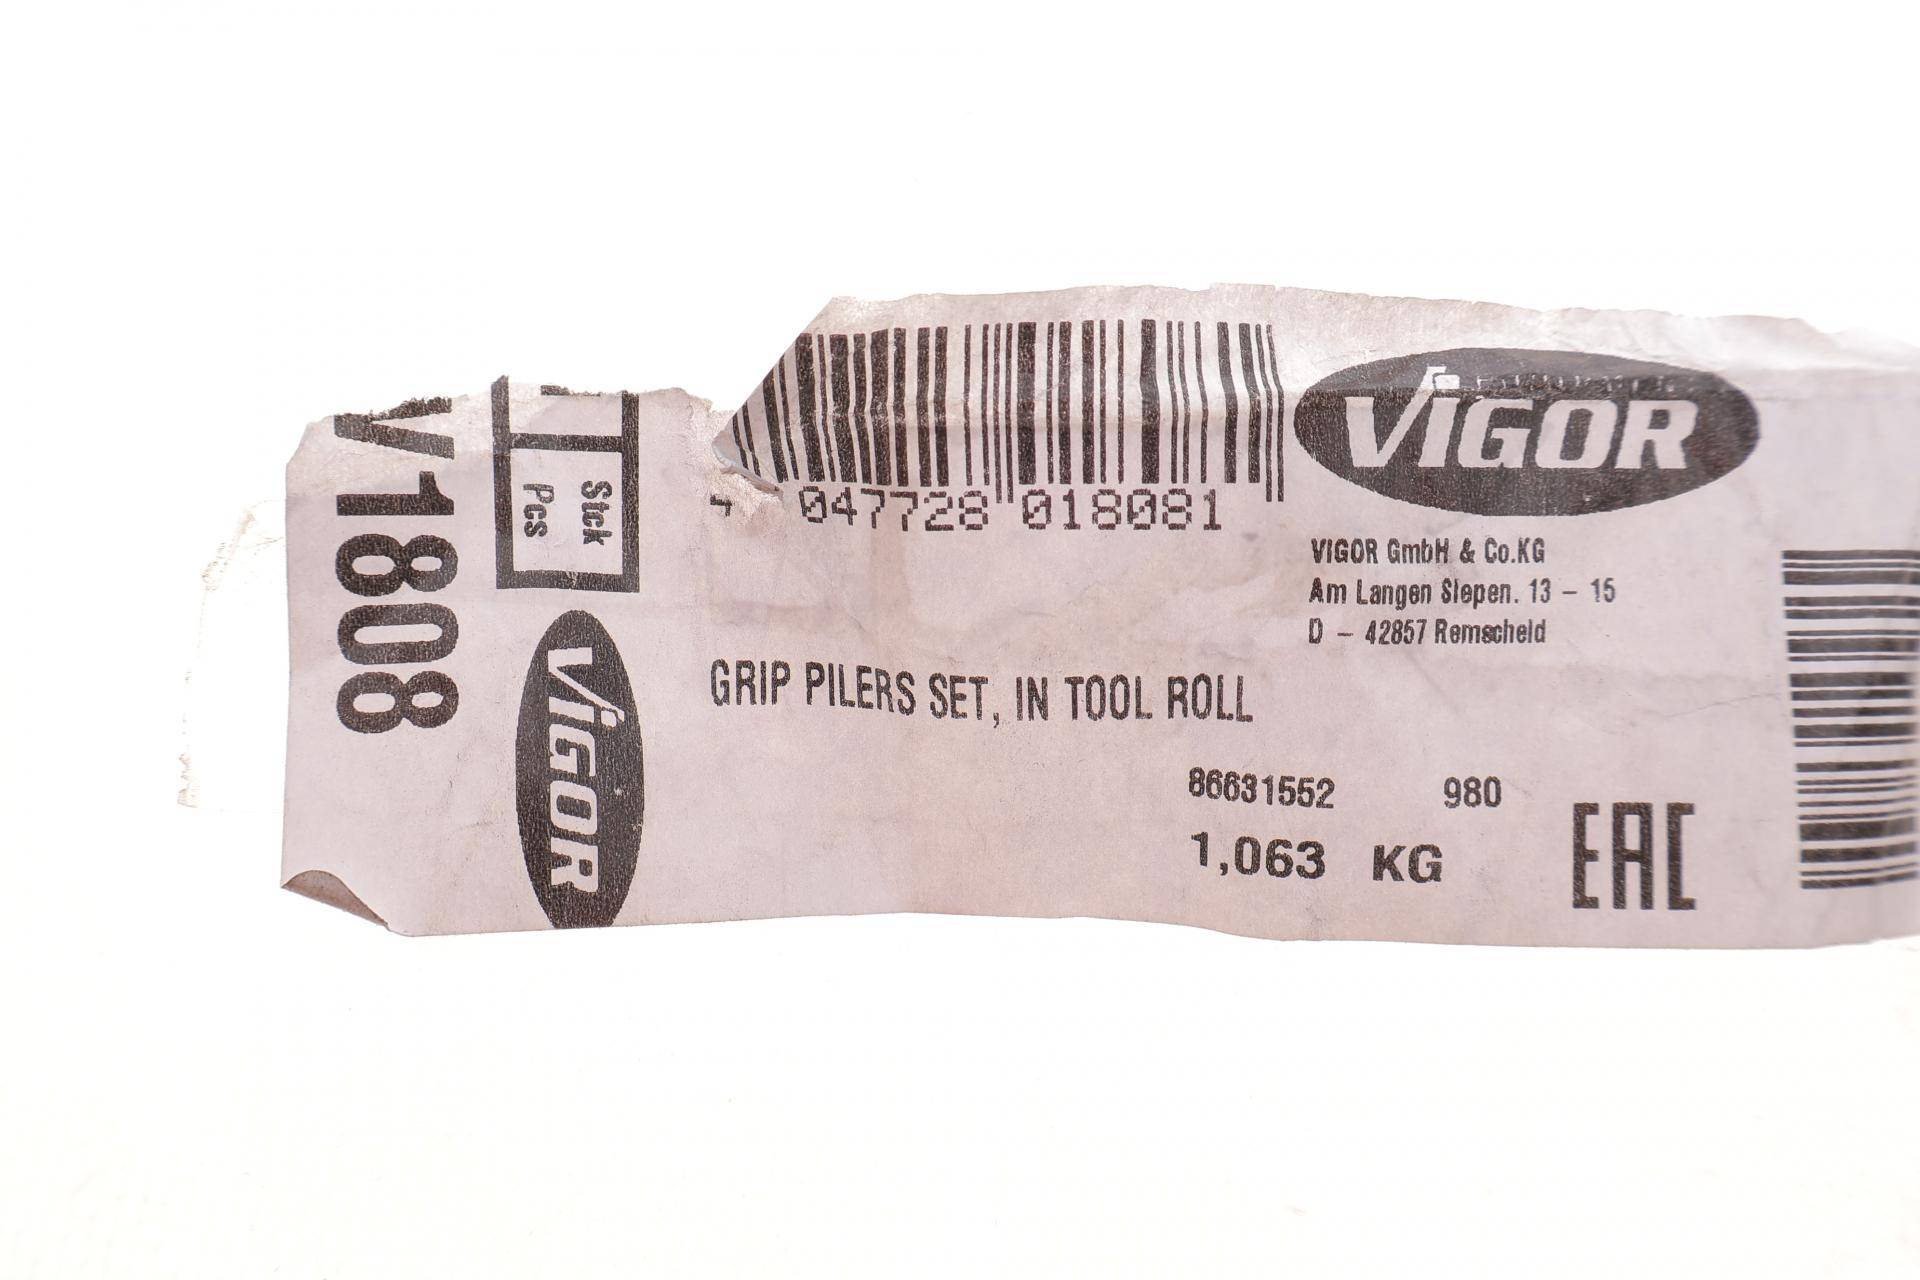 V1808
Stck
Pcs
VIGOR
047728 018081
VIGOR
VIGOR GmbH & Co.KG
Am Langen Siepen. 13 - 15
D - 42857 Remscheid
GRIP PILERS SET, IN TOOL ROLL
86631552 980
1,063 KG
EAC